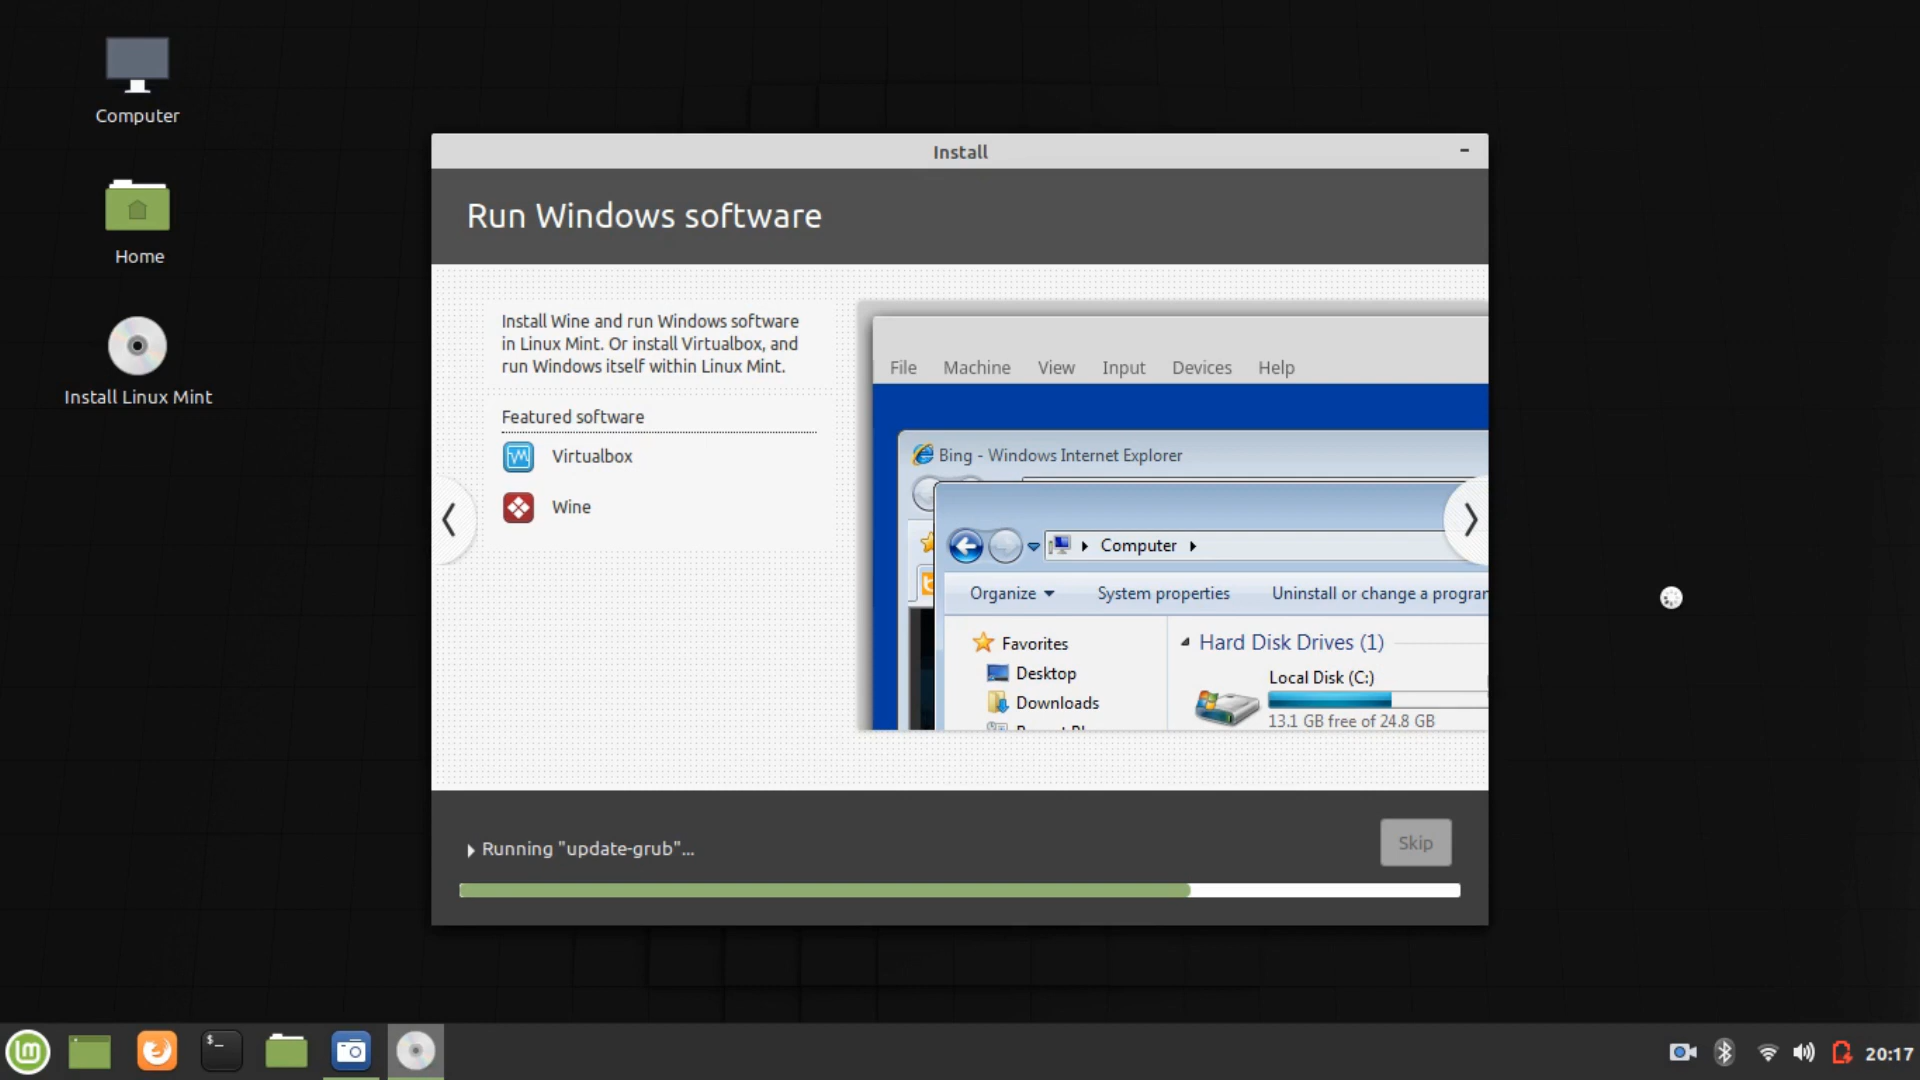 Computer
Home
Install Linux Mint
Install
Run Windows software
Install Wine and run Windows software
in Linux Mint. Or install Virtualbox, and
run Windows itself within Linux Mint.
Featured software
Virtualbox
Wine
File Machine View Input Devices Help
Bing - Windows Internet Explorer
Computer
Organize System properties Uninstall or change a program
Favorites
Desktop
Downloads
Hard Disk Drives (1)
Local Disk (C:)
13.1 GB free of 24.8 GB
Running "update-grub"...
Skip
$_
20:17